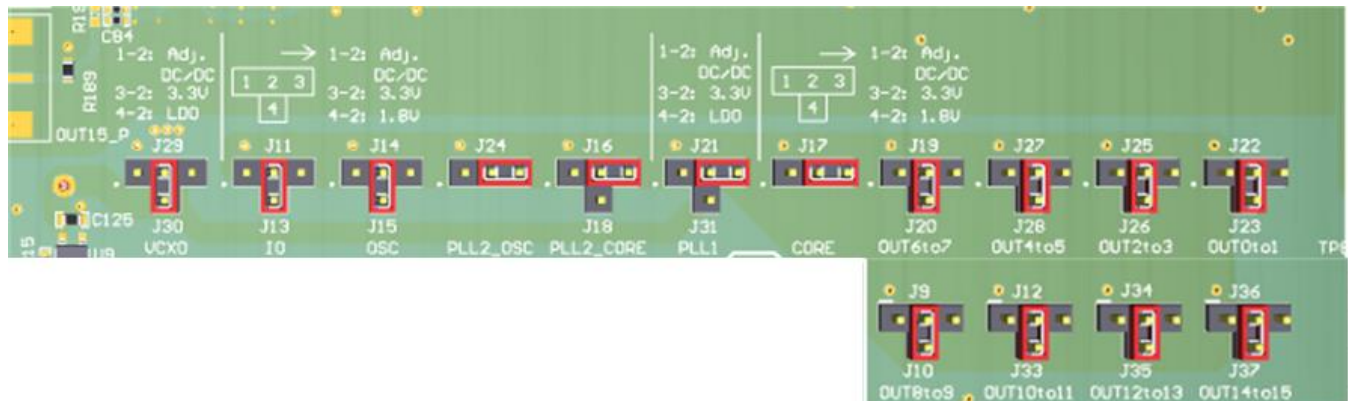 C84
R189
1-2: Adj.
DC/DC
3-2: 3.3V
4-2: LDO
1 2 3
4
1-2: Adj.
DC/DC
3-2: 3.3V
4-2: 1.8V
1-2: Adj.
DC/DC
3-2: 3.3V
4-2: LDO
1 2 3
4
1-2: Adj.
DC/DC
3-2: 3.3V
4-2: 1.8V
OUT15_P
J29 J11 J14 J24 J16 J21 J17 J19 J27 J25 J22
C125
J30 J13 J15 J18 J31 J20 J28 J26 J23
VCXO IO OSC PLL2_OSC PLL2_CORE PLL1 CORE OUT6to7 OUT4to5 OUT2to3 OUT0to1
J9 J12 J34 J36
J10 J33 J35 J37
OUT8to9 OUT10to11 OUT12to13 OUT14to15